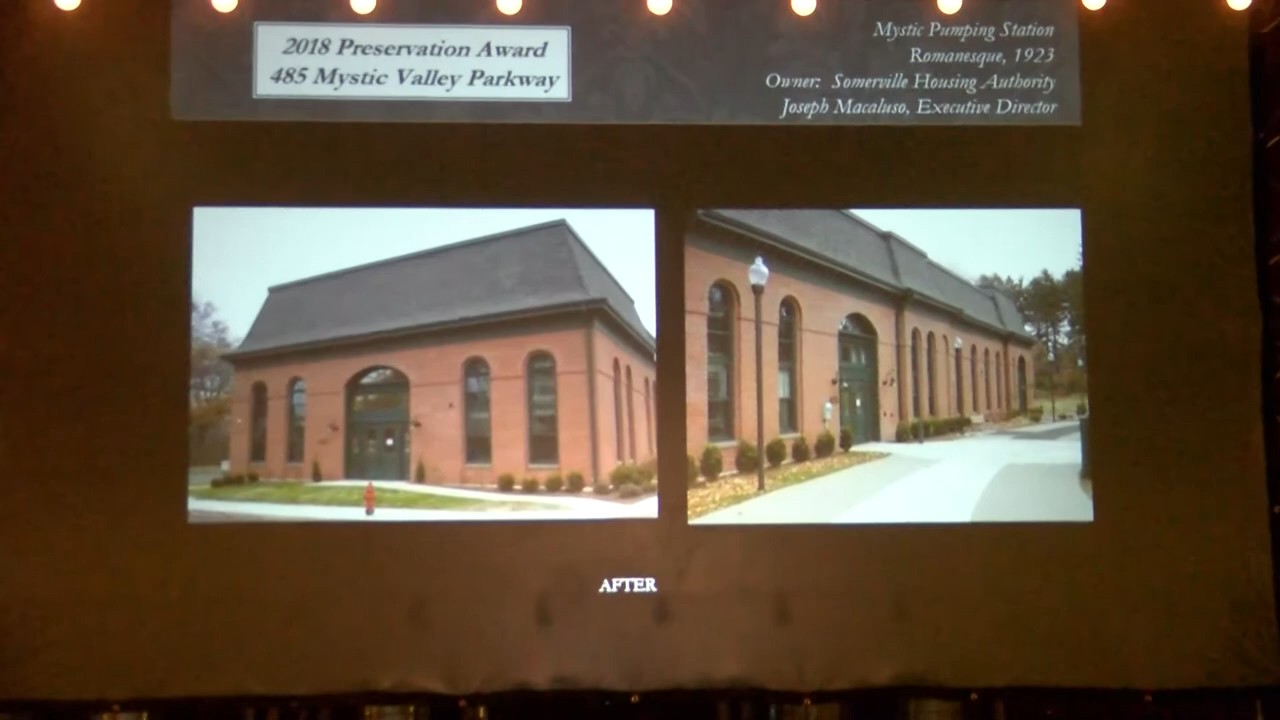 2018 Preservation Award
485 Mystic Valley Parkway
Mystic Pumping Station
Romanesque, 1923
Owner: Somerville Housing Authority
Joseph Macaluso, Executive Director
AFTER